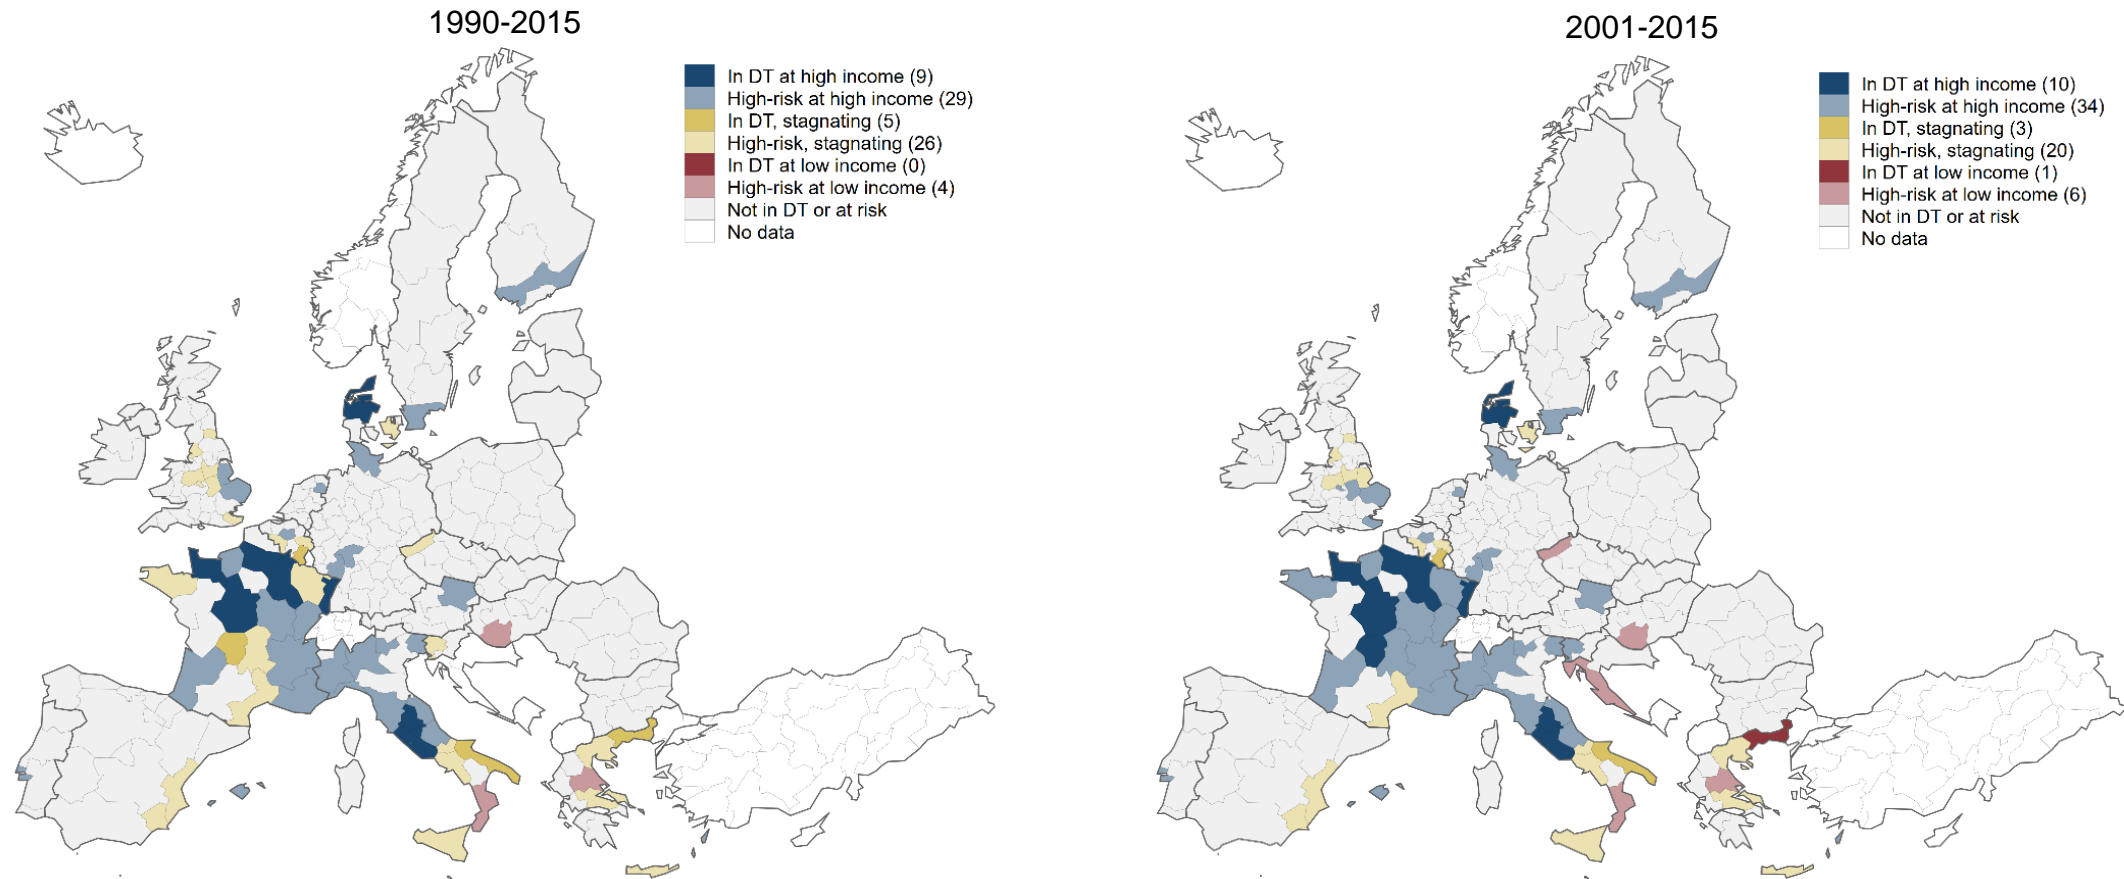 1990-2015
In DT at high income (9)
High-risk at high income (29)
In DT, stagnating (5)
High-risk, stagnating (26)
In DT at low income (0)
High-risk at low income (4)
Not in DT or at risk
No data
2001-2015
In DT at high income (10)
High-risk at high income (34)
In DT, stagnating (3)
High-risk, stagnating (20)
In DT at low income (1)
High-risk at low income (6)
Not in DT or at risk
No data